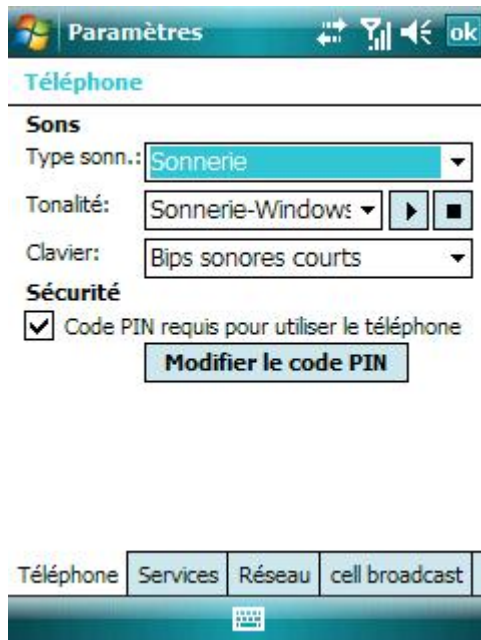 Paramètres ok
Téléphone
Sons
Type sonn.: Sonnerie
Tonalité: Sonnerie-Windows
Clavier: Bips sonores courts
Sécurité
Code PIN requis pour utiliser le téléphone
Modifier le code PIN
Téléphone Services Réseau cell broadcast